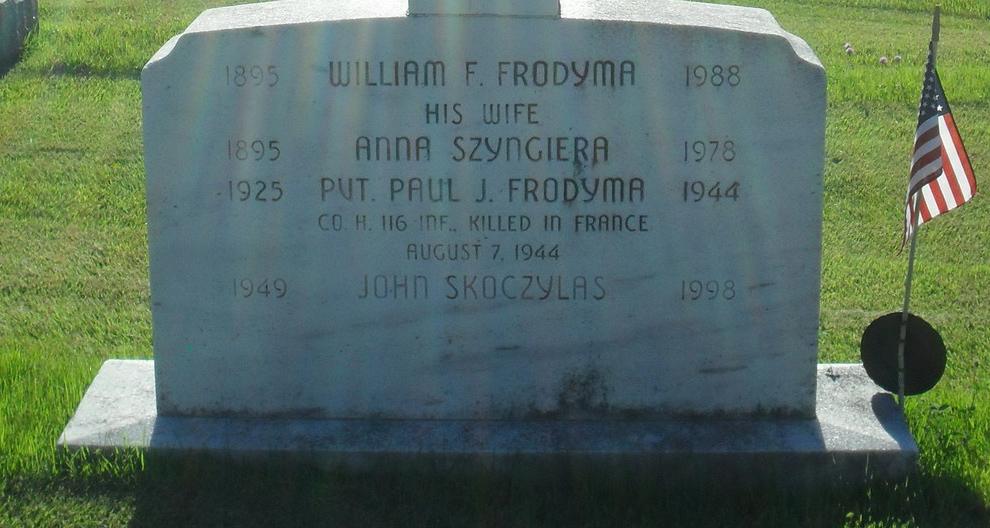 1895 WILLIAM F. FRODYMA 1988
HIS WIFE
1895 ANNA SZYNGIERA 1978
1925 PVT. PAUL J. FRODYMA 1944
CO. H. 116 INF., KILLED IN FRANCE
AUGUST 7, 1944
1949 JOHN SKOCZYLAS 1998